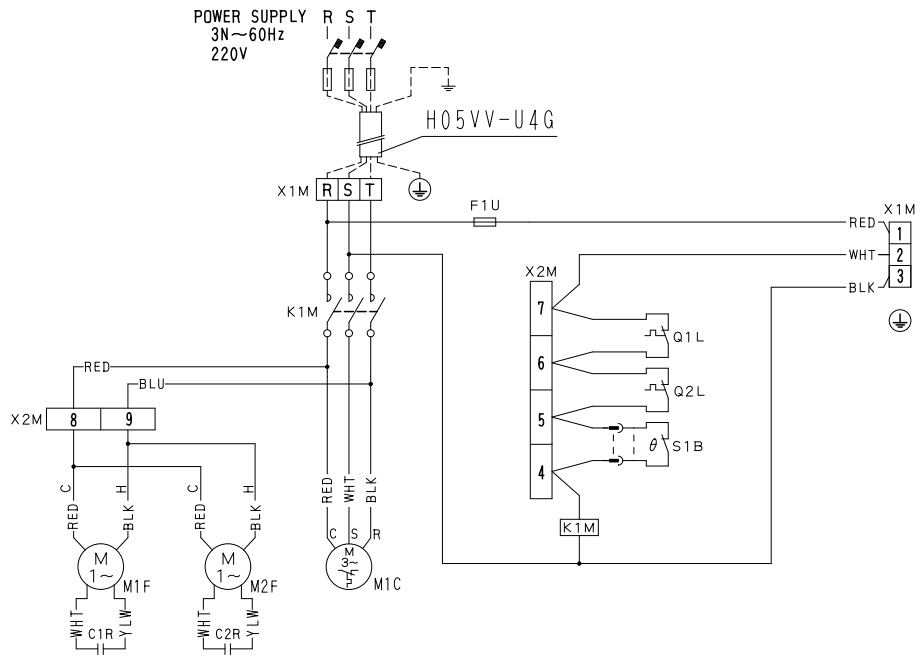 POWER SUPPLY R S T
3N～60Hz
220V
H05VV-U4G
X1M R S T
F1U
X1M
RED 1
WHT 2
BLK 3
X2M
7
6
5
4
Q1L
Q2L
θ S1B
K1M
K1M
RED
BLU
X2M 8 9
C H C H
RED BLK RED BLK
RED WHT BLK
C S R
M 1～ M1F
M 1～ M2F
M 3～ M1C
WHT C1R YLW
WHT C2R YLW